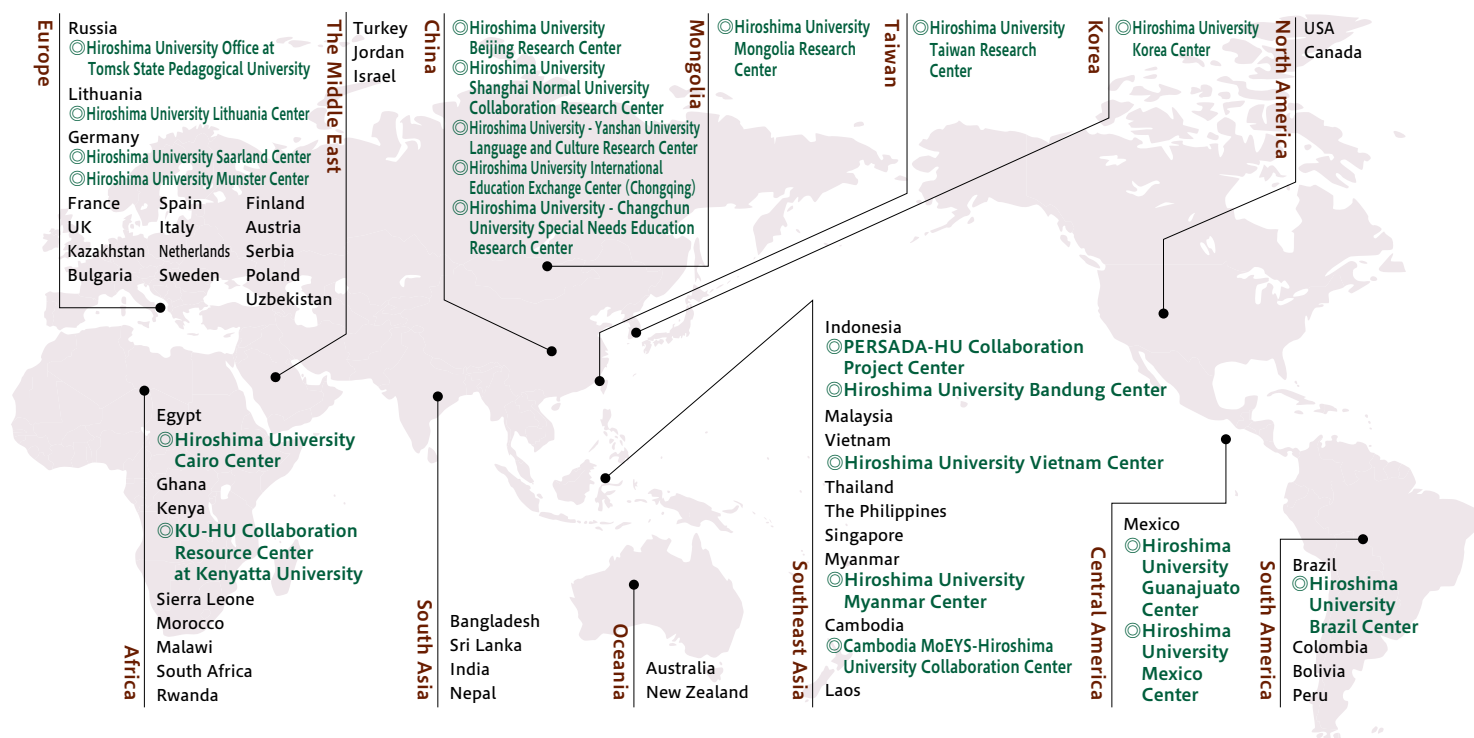 Europe
Russia
◎Hiroshima University Office at
Tomsk State Pedagogical University
Lithuania
◎Hiroshima University Lithuania Center
Germany
◎Hiroshima University Saarland Center
◎Hiroshima University Munster Center
France Spain Finland
UK Italy Austria
Kazakhstan Netherlands Serbia
Bulgaria Sweden Poland
Uzbekistan
The Middle East
Turkey
Jordan
Israel
China
◎Hiroshima University
Beijing Research Center
◎Hiroshima University
Shanghai Normal University
Collaboration Research Center
◎Hiroshima University - Yanshan University
Language and Culture Research Center
◎Hiroshima University International
Education Exchange Center (Chongqing)
◎Hiroshima University - Changchun
University Special Needs Education
Research Center
Mongolia
◎Hiroshima University
Mongolia Research
Center
Taiwan
◎Hiroshima University
Taiwan Research
Center
Korea
◎Hiroshima University
Korea Center
North America
USA
Canada
Africa
Egypt
◎Hiroshima University
Cairo Center
Ghana
Kenya
◎KU-HU Collaboration
Resource Center
at Kenyatta University
Sierra Leone
Morocco
Malawi
South Africa
Rwanda
South Asia
Bangladesh
Sri Lanka
India
Nepal
Oceania
Australia
New Zealand
Southeast Asia
Indonesia
◎PERSADA-HU Collaboration
Project Center
◎Hiroshima University Bandung Center
Malaysia
Vietnam
◎Hiroshima University Vietnam Center
Thailand
The Philippines
Singapore
Myanmar
◎Hiroshima University
Myanmar Center
Cambodia
◎Cambodia MoEYS-Hiroshima
University Collaboration Center
Laos
Central America
Mexico
◎Hiroshima
University
Guanajuato
Center
◎Hiroshima
University
Mexico
Center
South America
Brazil
◎Hiroshima
University
Brazil Center
Colombia
Bolivia
Peru